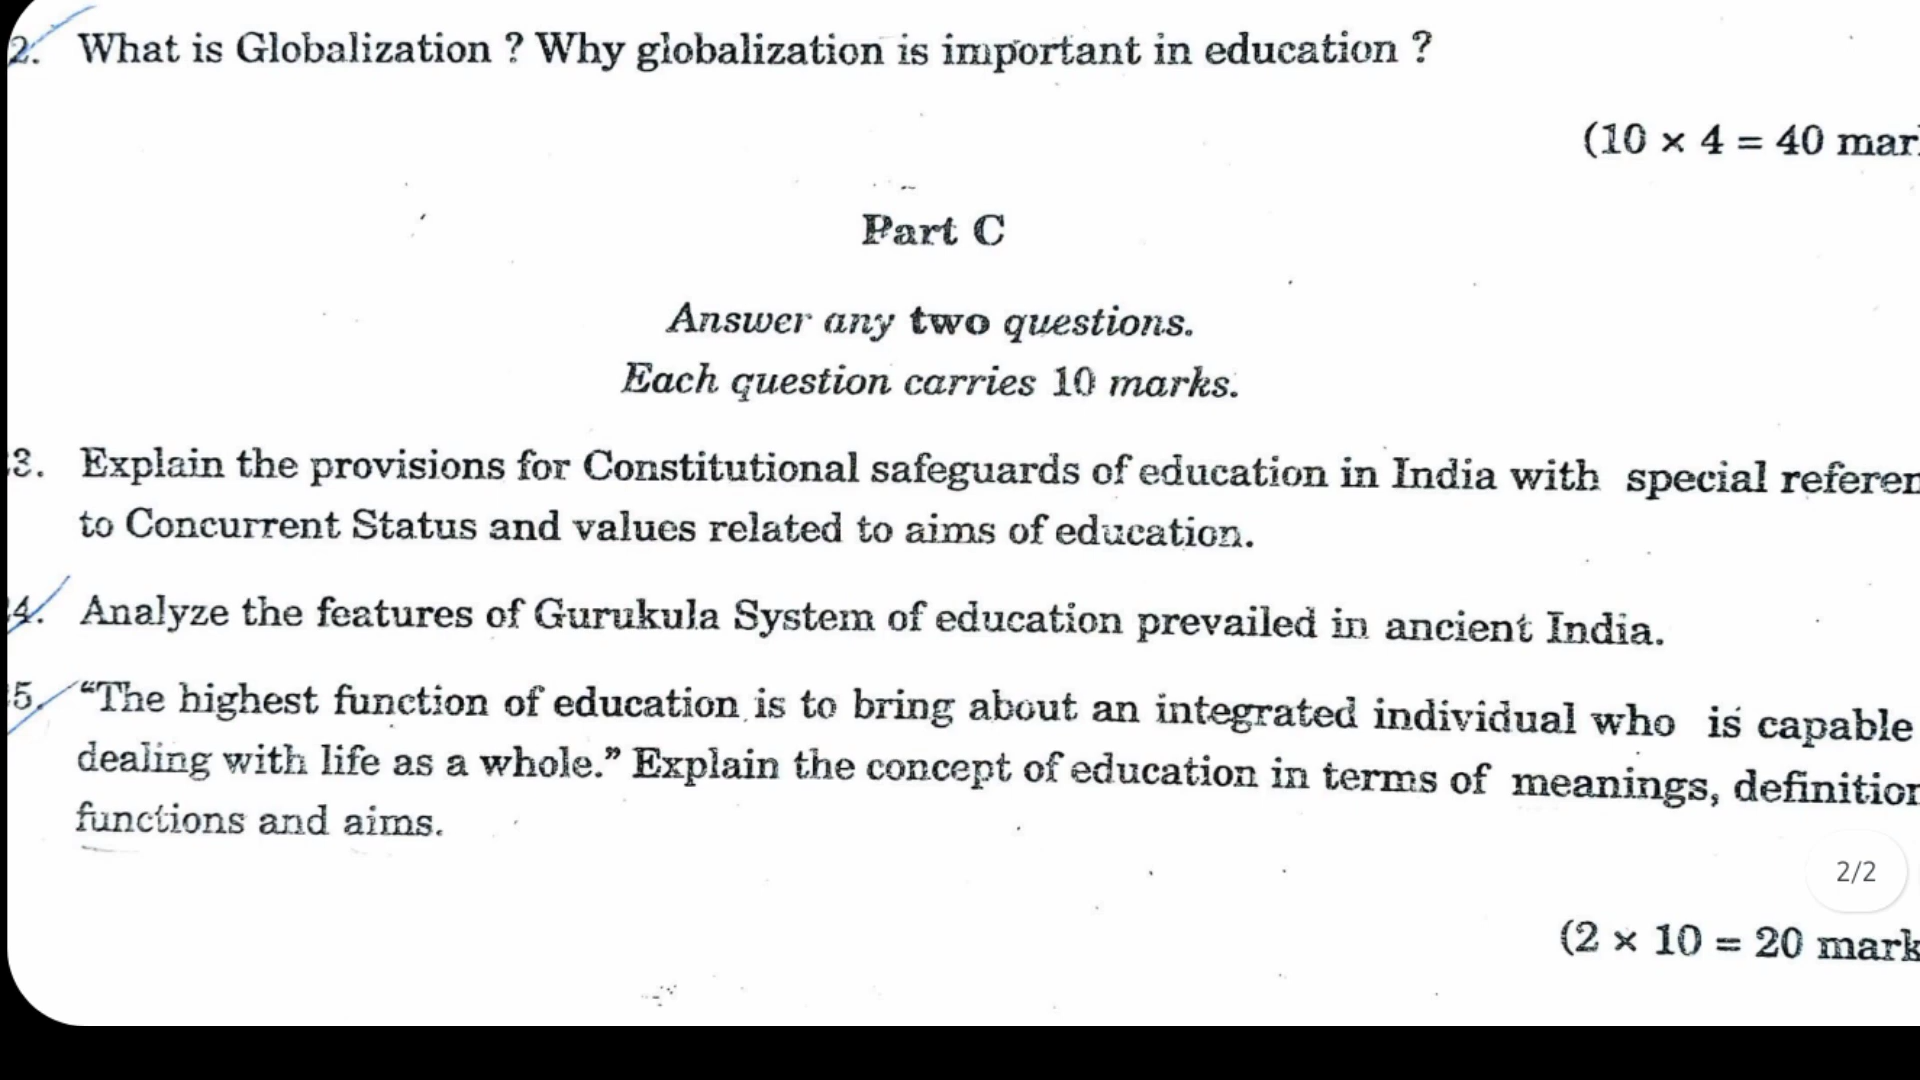 2. What is Globalization ? Why globalization is important in education ?
(10 × 4 = 40 mar
Part C
Answer any two questions.
Each question carries 10 marks.
3. Explain the provisions for Constitutional safeguards of education in India with special referen
to Concurrent Status and values related to aims of education.
4. Analyze the features of Gurukula System of education prevailed in ancient India.
5. “The highest function of education is to bring about an integrated individual who is capable
dealing with life as a whole.” Explain the concept of education in terms of meanings, definition
functions and aims.
2/2
(2 × 10 = 20 mark